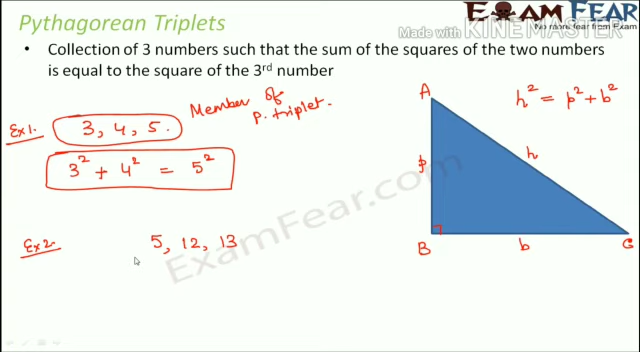 Pythagorean Triplets
EXAMFEAR
No more fear from Exam
Made with KINEMASTER
• Collection of 3 numbers such that the sum of the squares of the two numbers
is equal to the square of the 3rd number
Ex1. 3, 4, 5.
Member of
P. triplet.
3² + 4² = 5²
Ex2. 5, 12, 13
h² = p² + b²
A
p
h
B
b
C
ExamFear.com